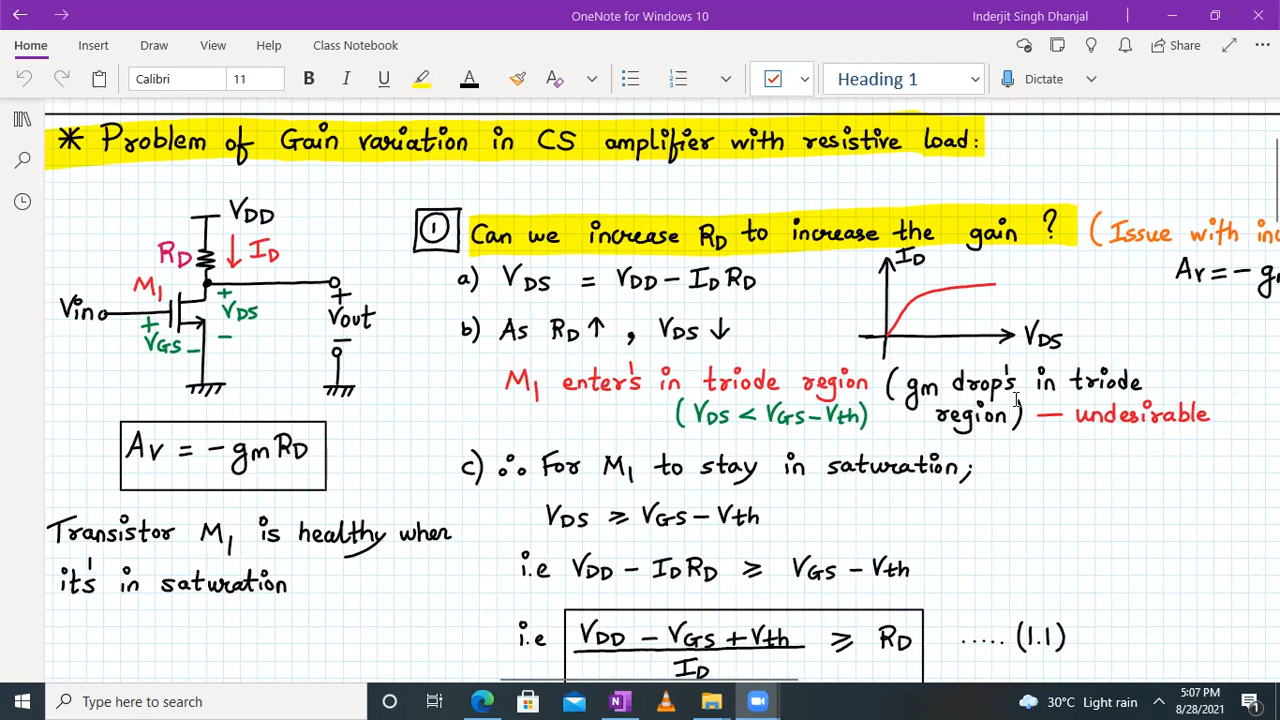 OneNote for Windows 10
Inderjit Singh Dhanjal
Home Insert Draw View Help Class Notebook
Share
Calibri 11 B I U A Heading 1 Dictate
* Problem of Gain variation in CS amplifier with resistive load:
① Can we increase RD to increase the gain ? (Issue with in
Av = - g
VDD
RD ID
M1
Vin
+ VGS -
+ VDS -
+ Vout -
a) VDS = VDD - IDRD
ID
VDS
b) As RD↑ , VDS ↓
M1 enter's in triode region (gm drop's in triode
(VDS < VGS-Vth) region) — undesirable
Av = -gmRD
c) ∴ For M1 to stay in saturation;
VDS ≥ VGS - Vth
Transistor M1 is healthy when
it's in saturation
i.e VDD - IDRD ≥ VGS - Vth
i.e VDD - VGS + Vth / ID ≥ RD ..... (1.1)
Type here to search
30°C Light rain
5:07 PM
8/28/2021